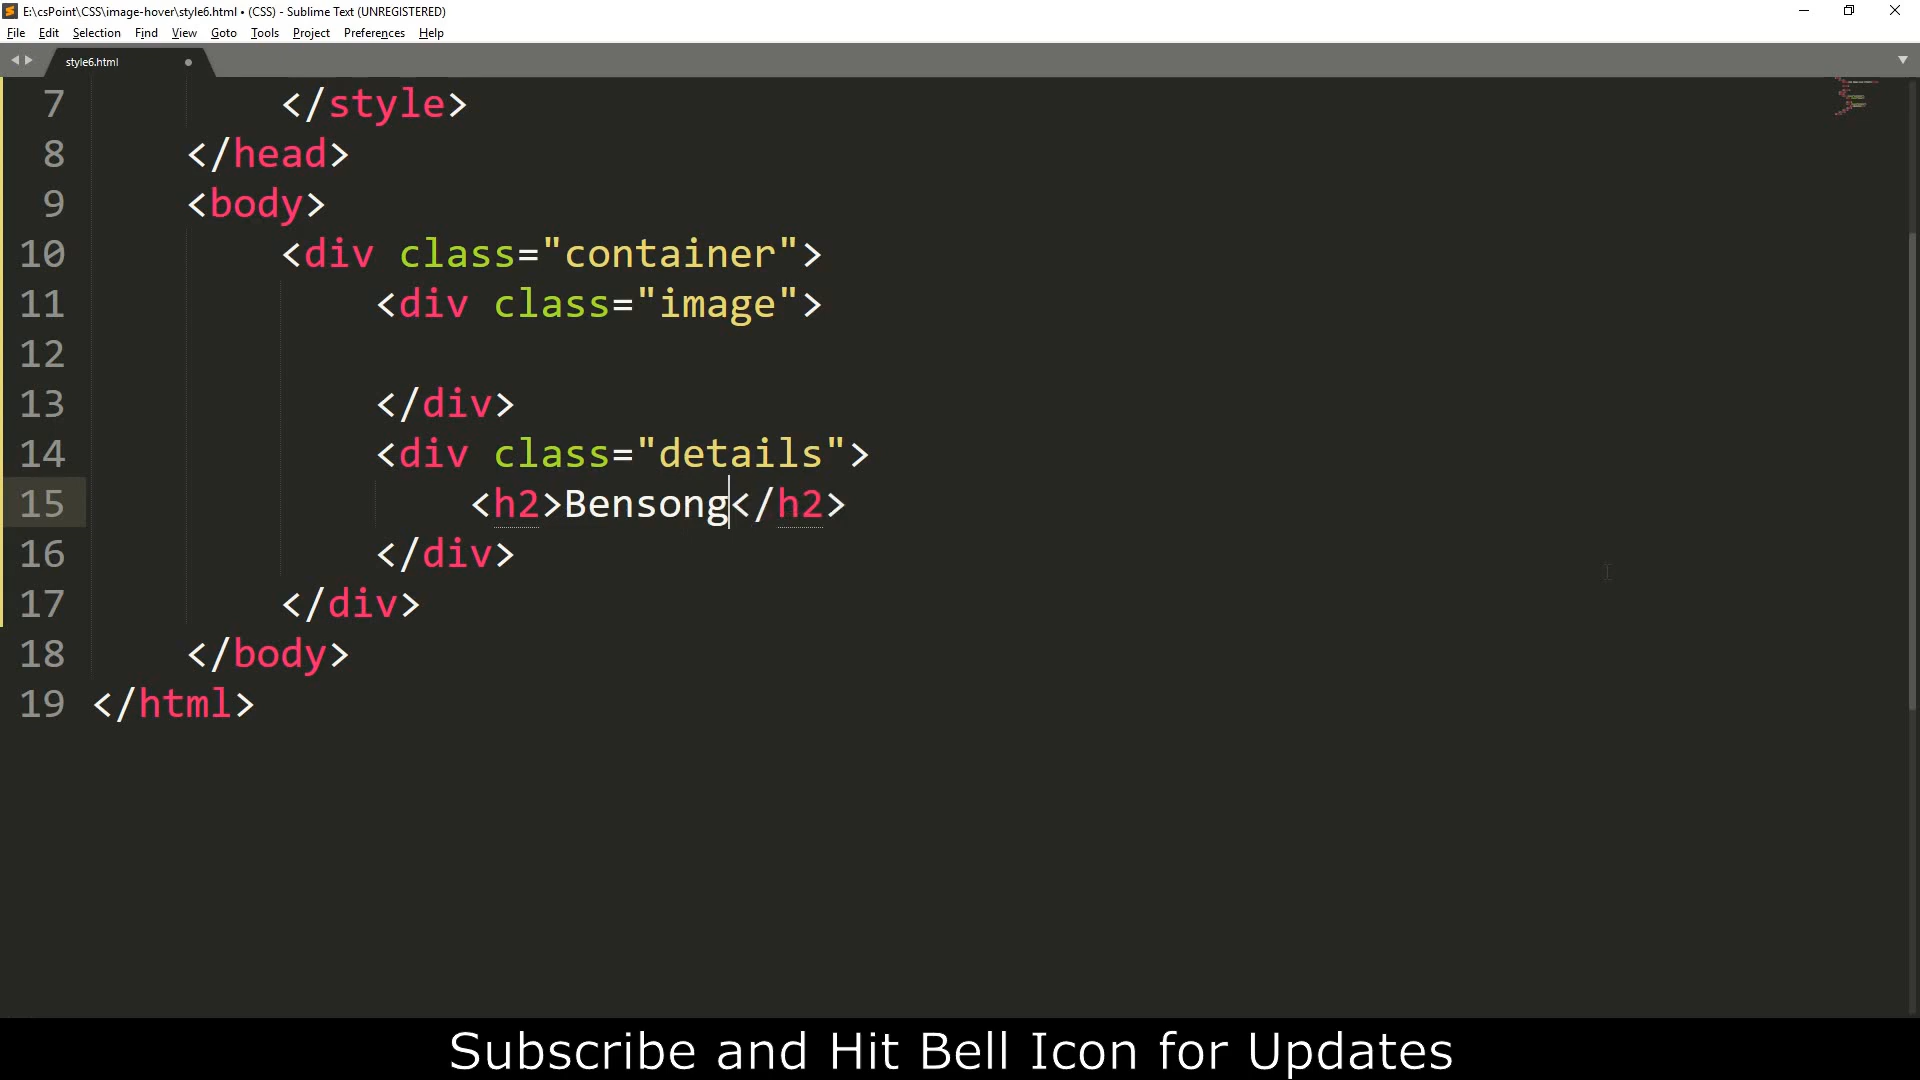 E:\csPoint\CSS\image-hover\style6.html • (CSS) - Sublime Text (UNREGISTERED)
File Edit Selection Find View Goto Tools Project Preferences Help
style6.html
7 </style>
8 </head>
9 <body>
10 <div class="container">
11 <div class="image">
12
13 </div>
14 <div class="details">
15 <h2>Bensong</h2>
16 </div>
17 </div>
18 </body>
19 </html>
Subscribe and Hit Bell Icon for Updates